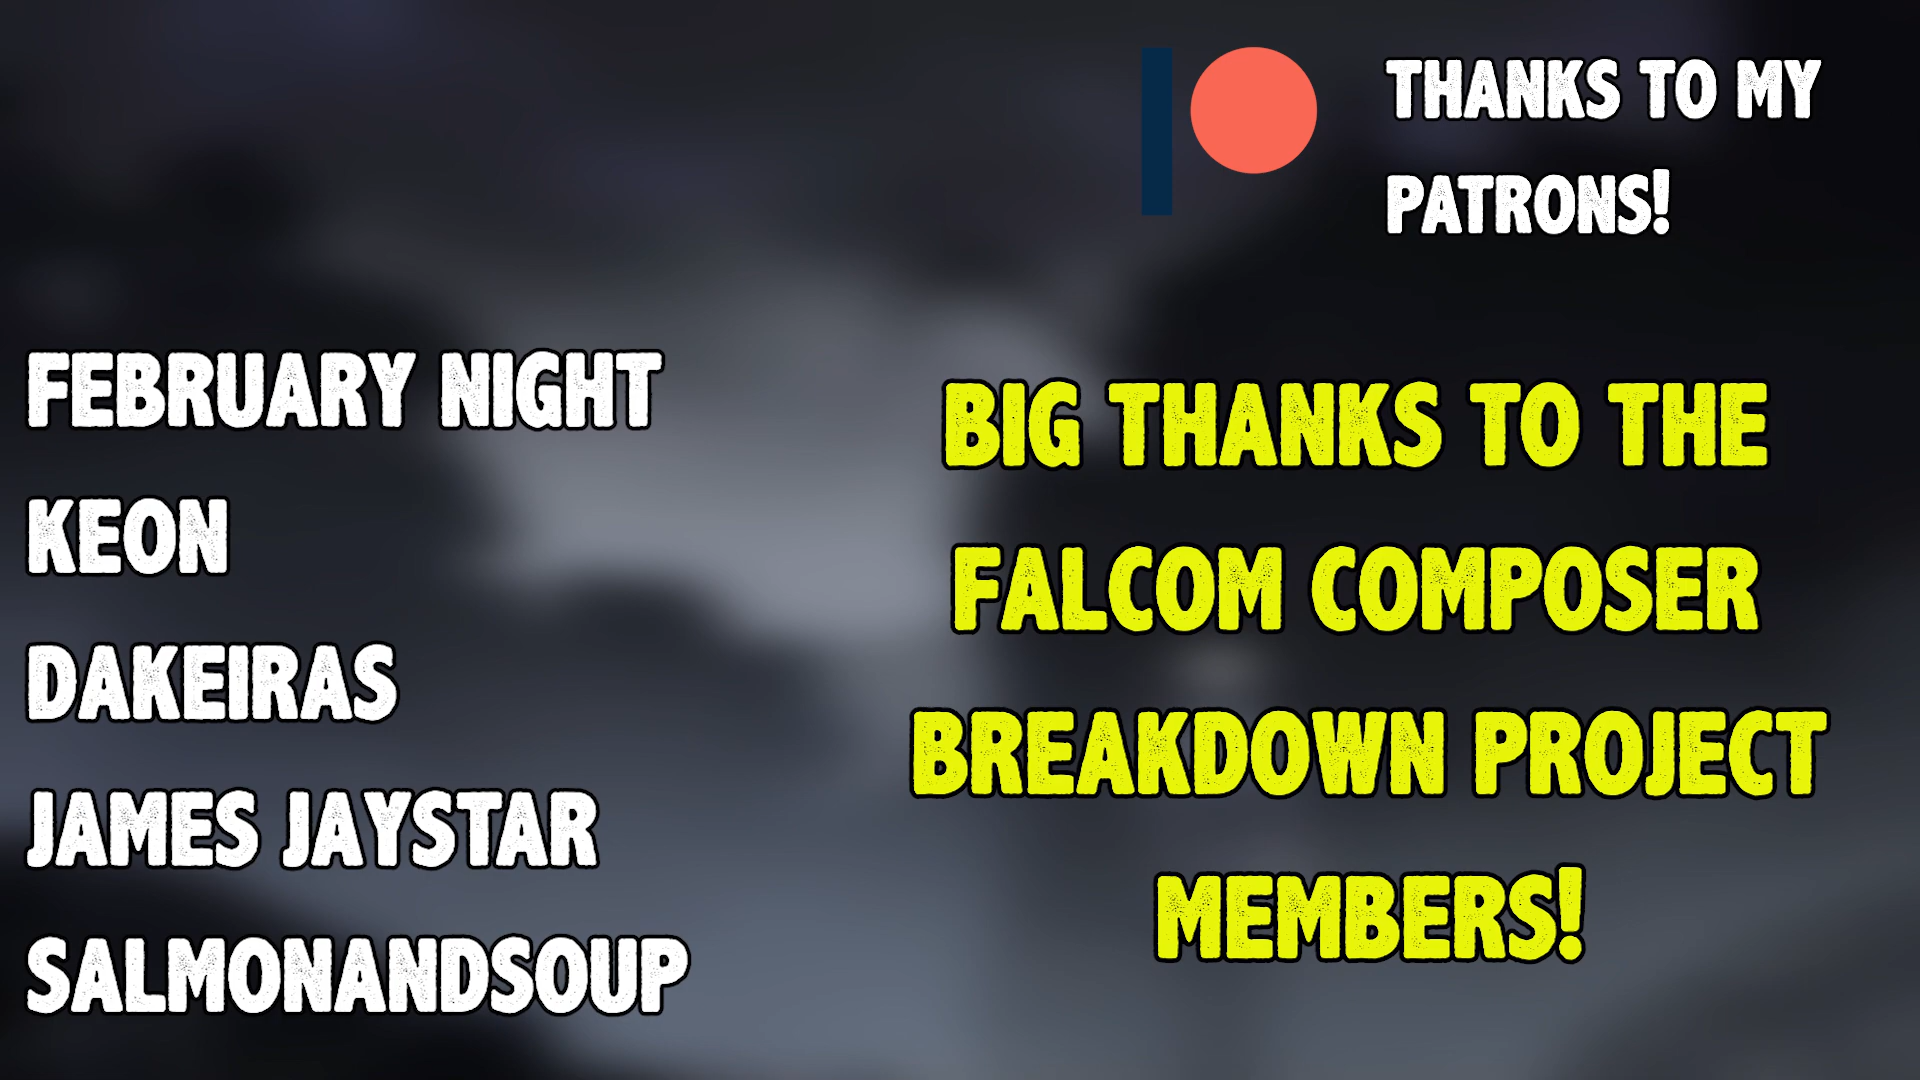 THANKS TO MY
PATRONS!
FEBRUARY NIGHT
KEON
DAKEIRAS
JAMES JAYSTAR
SALMONANDSOUP
BIG THANKS TO THE
FALCOM COMPOSER
BREAKDOWN PROJECT
MEMBERS!